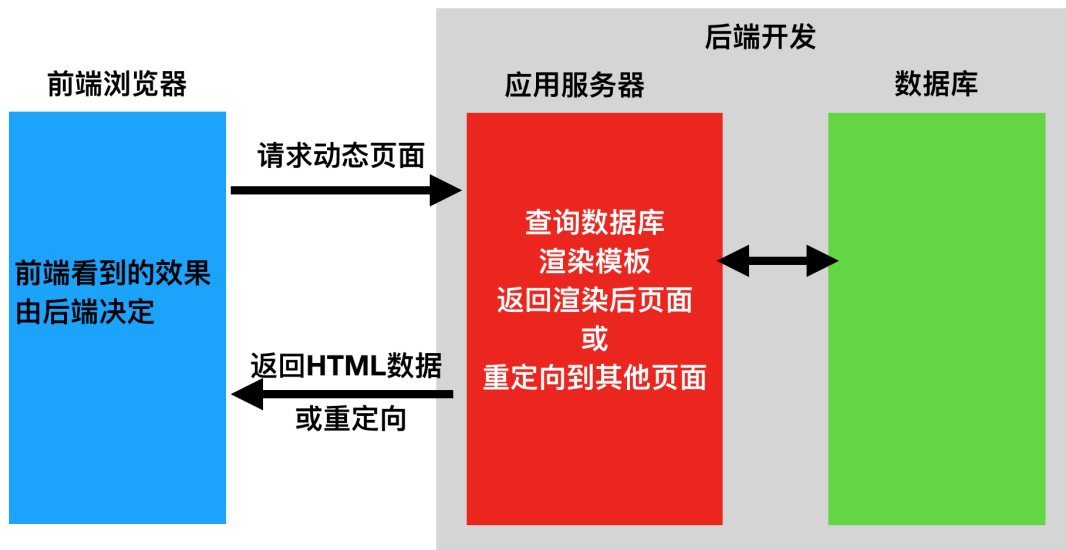 后端开发
前端浏览器
应用服务器
数据库
请求动态页面
前端看到的效果
由后端决定
查询数据库
渲染模板
返回渲染后页面
或
重定向到其他页面
返回HTML数据
或重定向